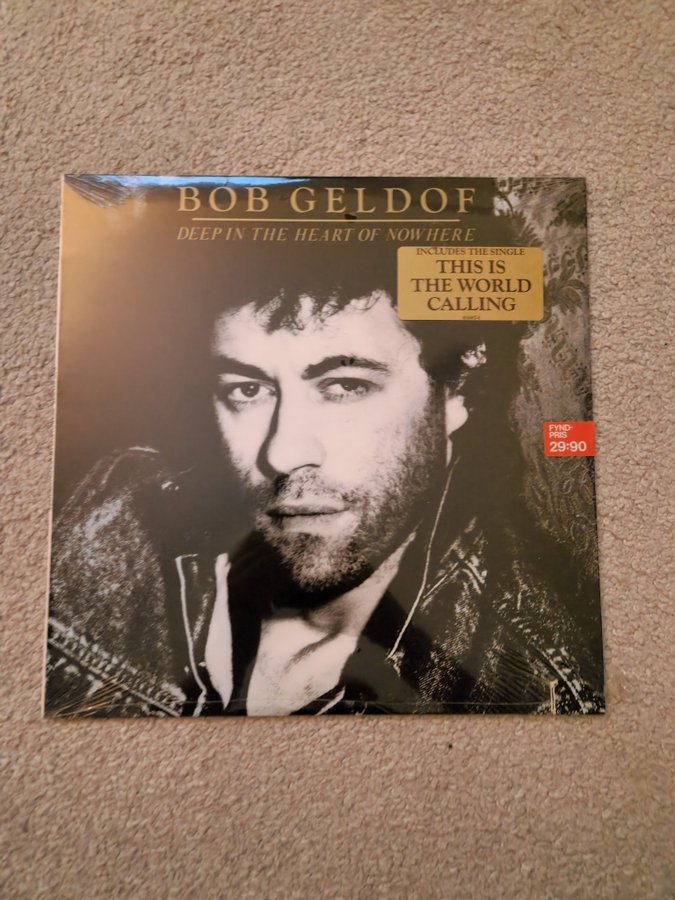 BOB GELDOF
DEEP IN THE HEART OF NOWHERE
INCLUDES THE SINGLE
THIS IS
THE WORLD
CALLING
FYND-
PRIS
29:90